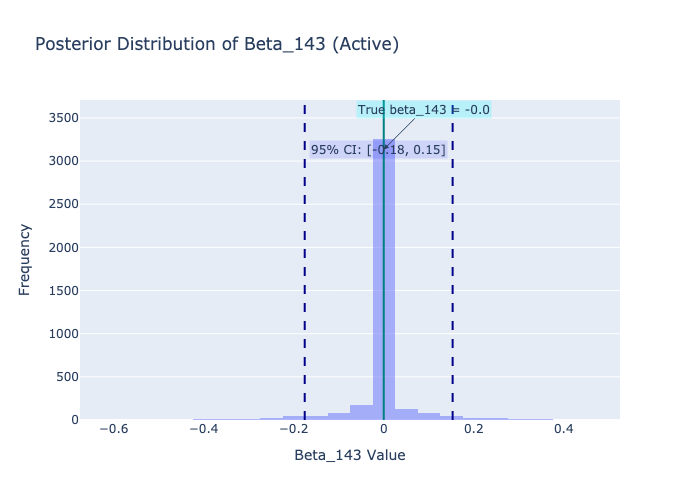 Posterior Distribution of Beta_143 (Active)
True beta_143 = -0.0
95% CI: [-0.18, 0.15]
3500
3000
2500
2000
1500
1000
500
0
Frequency
−0.6
−0.4
−0.2
0
0.2
0.4
Beta_143 Value